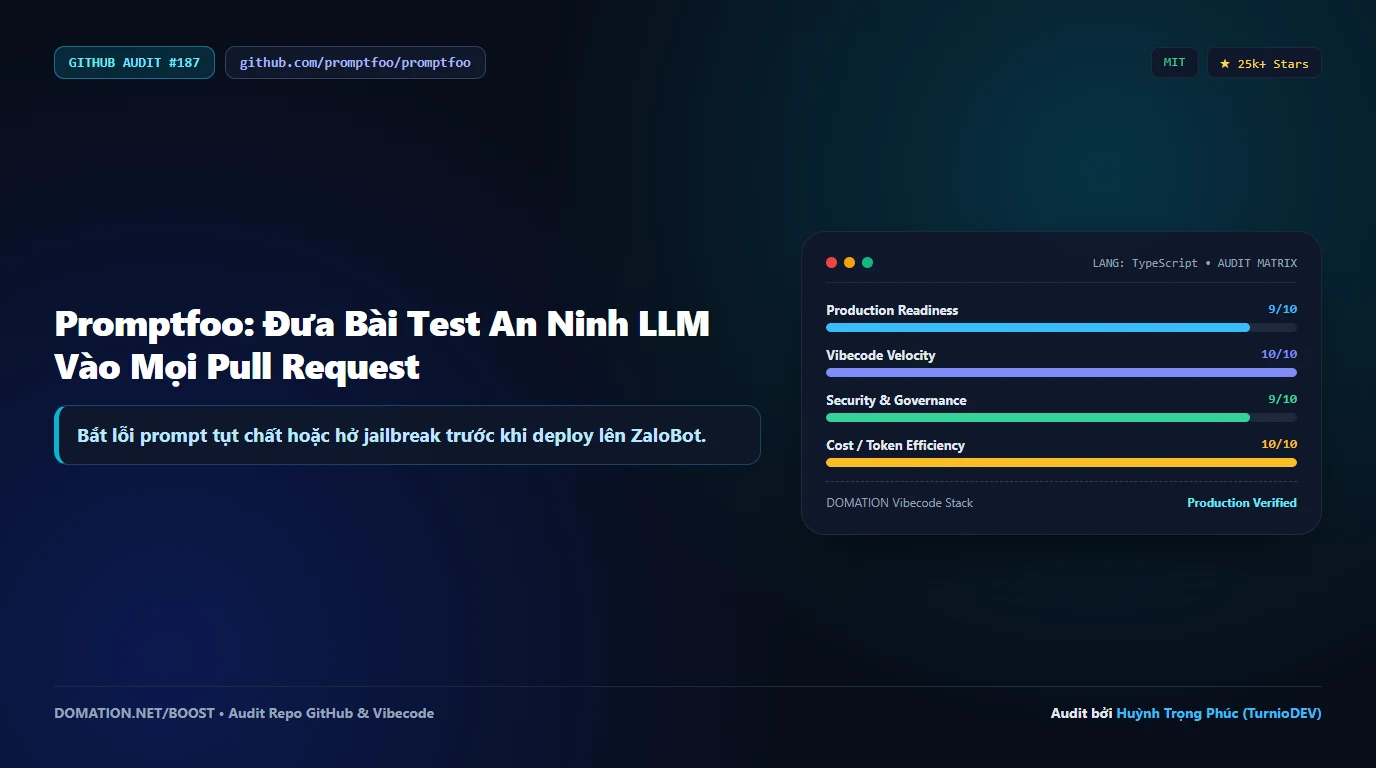 GITHUB AUDIT #187
github.com/promptfoo/promptfoo
MIT
★ 25k+ Stars
Promptfoo: Đưa Bài Test An Ninh LLM
Vào Mọi Pull Request
Bắt lỗi prompt tụt chất hoặc hở jailbreak trước khi deploy lên ZaloBot.
LANG: TypeScript • AUDIT MATRIX
Production Readiness 9/10
Vibecode Velocity 10/10
Security & Governance 9/10
Cost / Token Efficiency 10/10
DOMATION Vibecode Stack Production Verified
DOMATION.NET/BOOST • Audit Repo GitHub & Vibecode
Audit bởi Huỳnh Trọng Phúc (TurnioDEV)